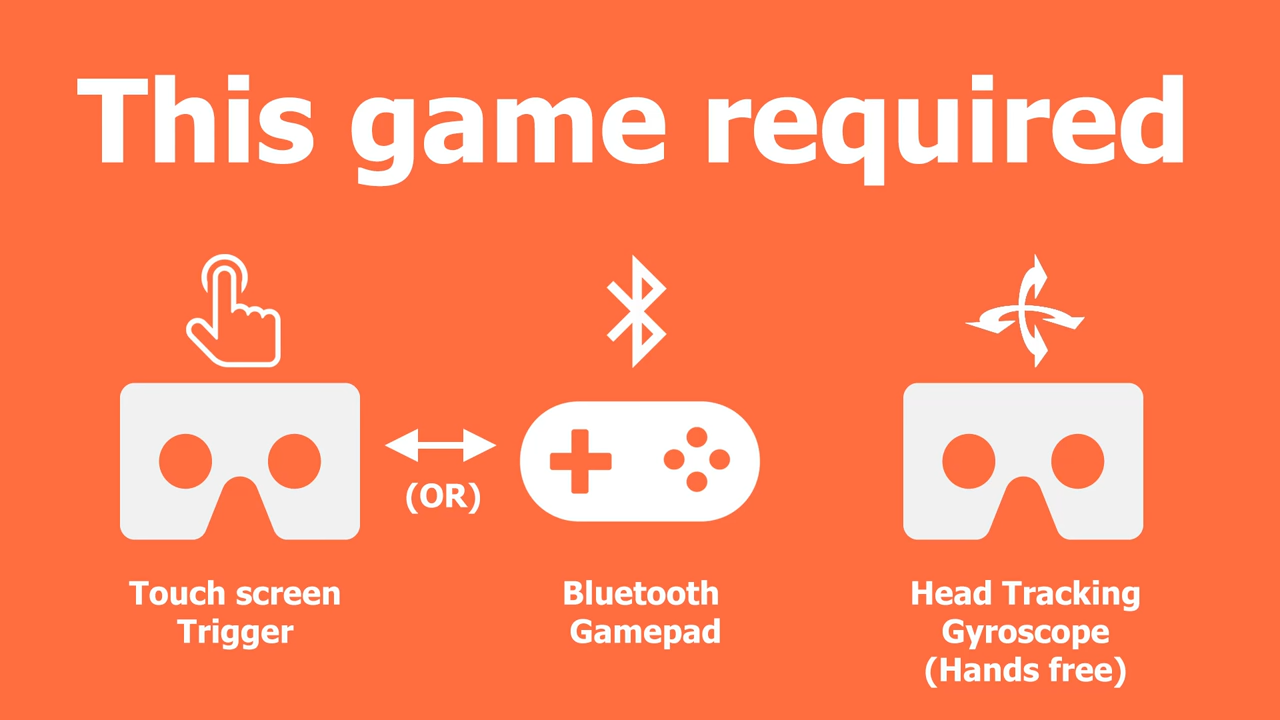 This game required
(OR)
Touch screen
Trigger
Bluetooth
Gamepad
Head Tracking
Gyroscope
(Hands free)